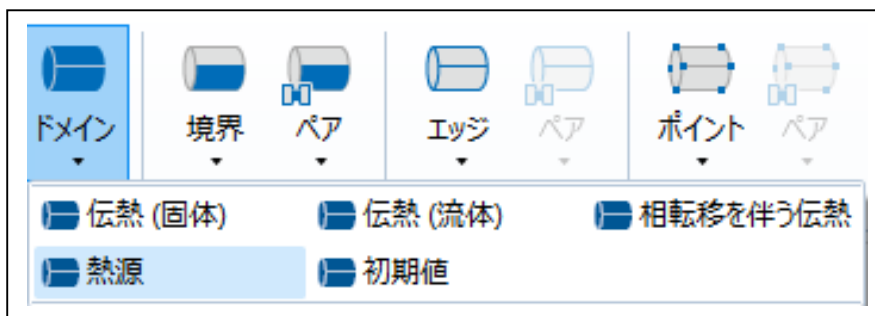 ドメイン 境界 ペア エッジ ペア ポイント ペア
伝熱 (固体) 伝熱 (流体) 相転移を伴う伝熱
熱源 初期値